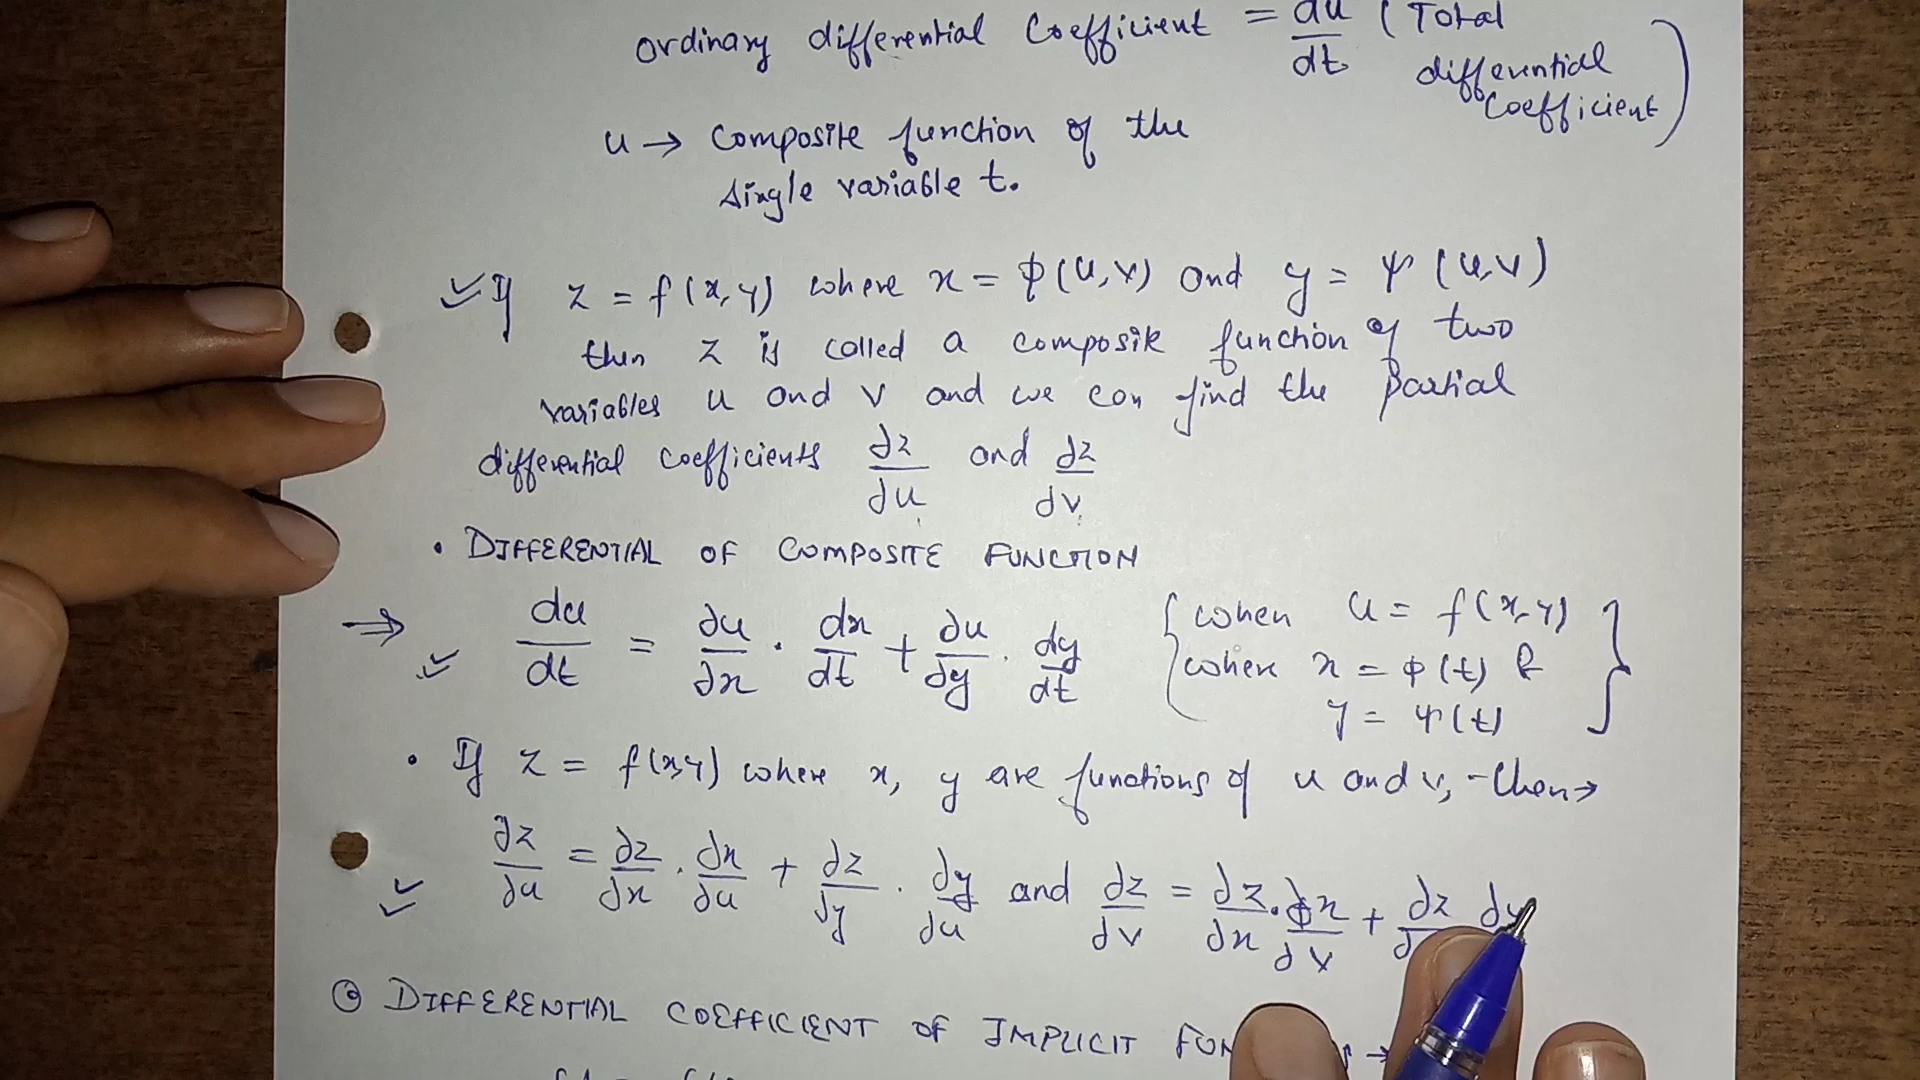 ordinary differential Coefficient = du/dt (Total differential Coefficient)
u → Composite function of the
single variable t.
If z = f(x,y) where x = φ(u,v) and y = ψ(u,v)
then z is called a composite function of two
variables u and v and we can find the partial
differential coefficients ∂z/∂u and ∂z/∂v
• DIFFERENTIAL OF COMPOSITE FUNCTION
⇒ du/dt = ∂u/∂x · dx/dt + ∂u/∂y · dy/dt {when u = f(x,y)
where x = φ(t) &
y = ψ(t)}
• If z = f(x,y) where x, y are functions of u and v, then →
∂z/∂u = ∂z/∂x · ∂x/∂u + ∂z/∂y · ∂y/∂u and ∂z/∂v = ∂z/∂x · ∂x/∂v + ∂z/∂
DIFFERENTIAL COEFFICIENT OF IMPLICIT